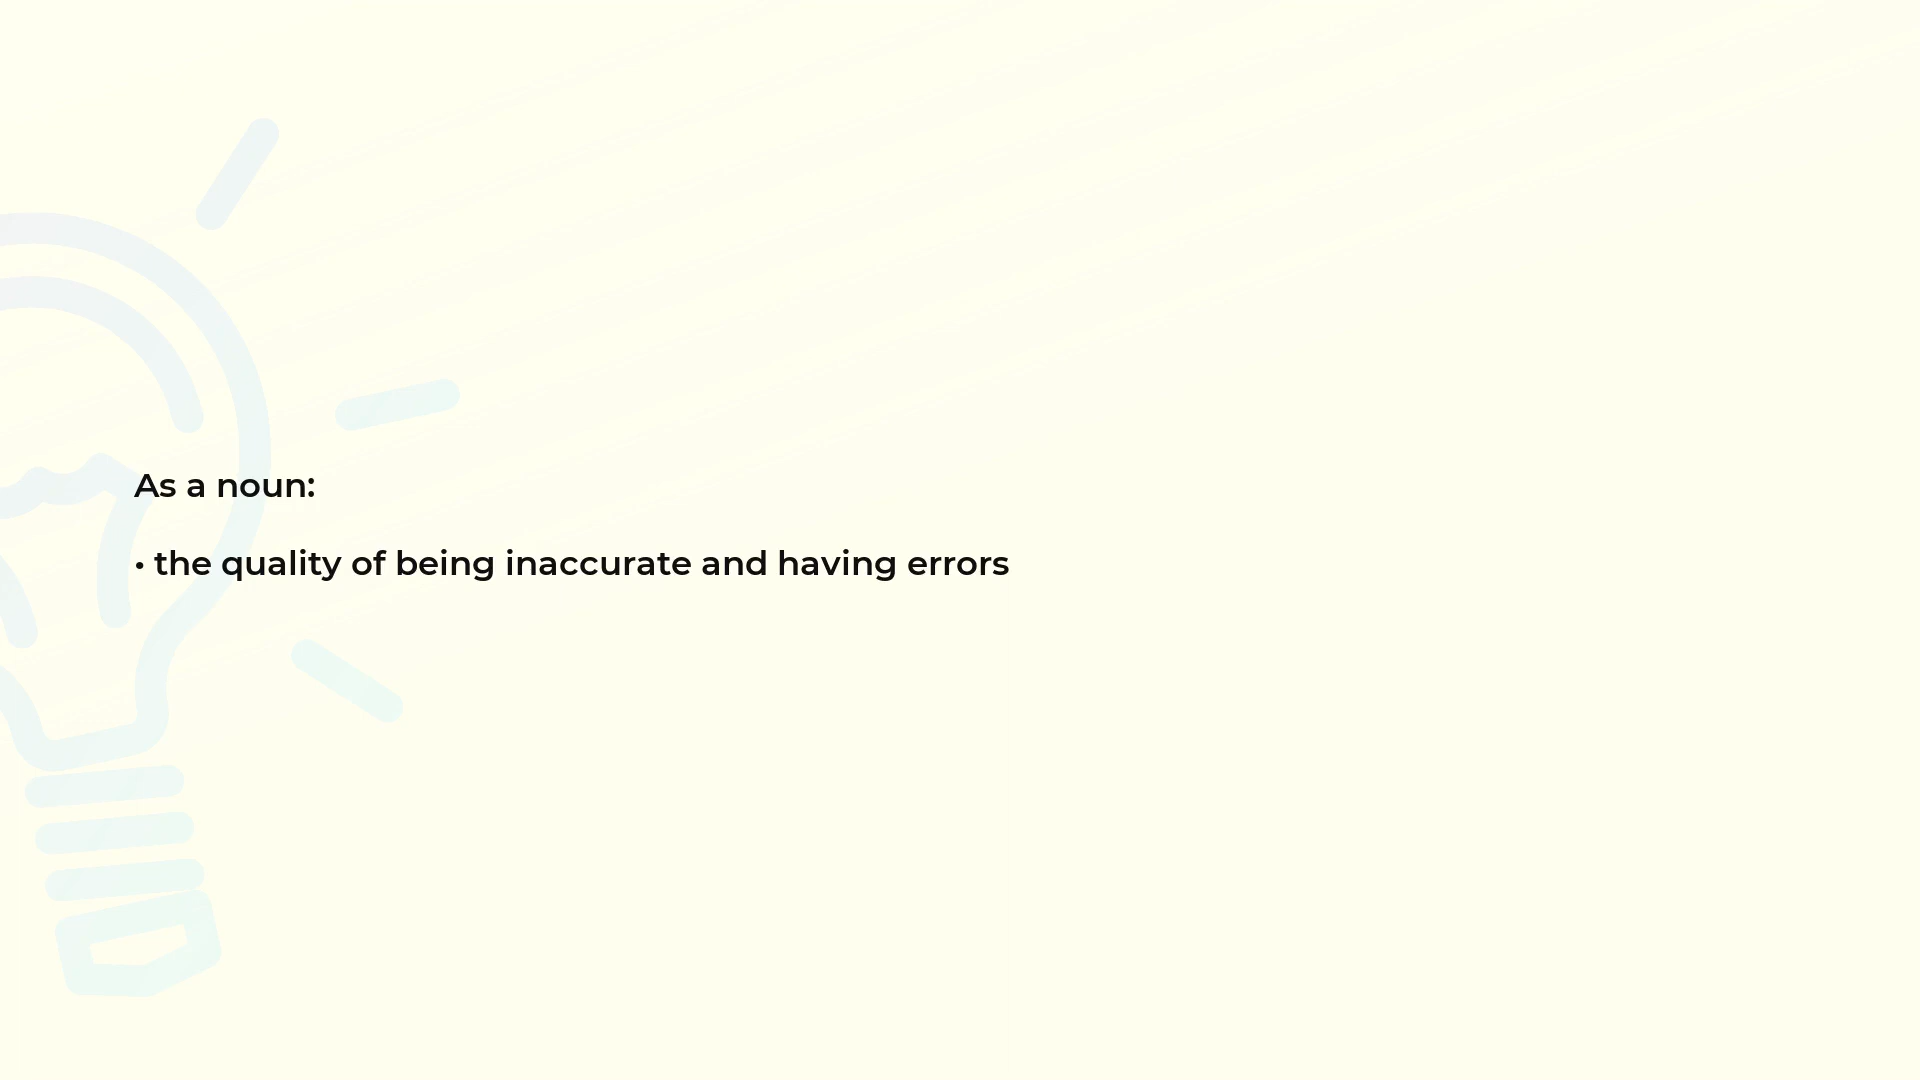 As a noun:
• the quality of being inaccurate and having errors